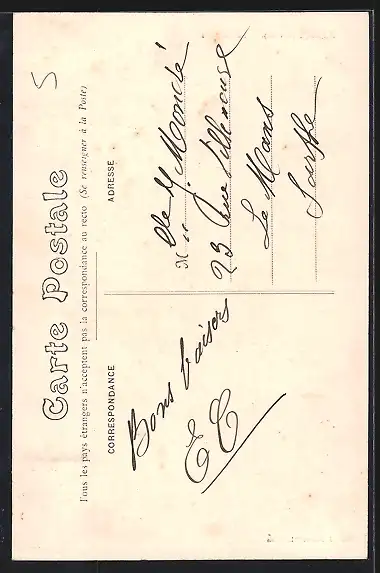 Carte Postale
Tous les pays étrangers n'acceptent pas la correspondance au recto (Se renseigner à la Poste)
CORRESPONDANCE
Bons baisers
EC
ADRESSE
M
23 Rue
Le Mans
Sarthe
5